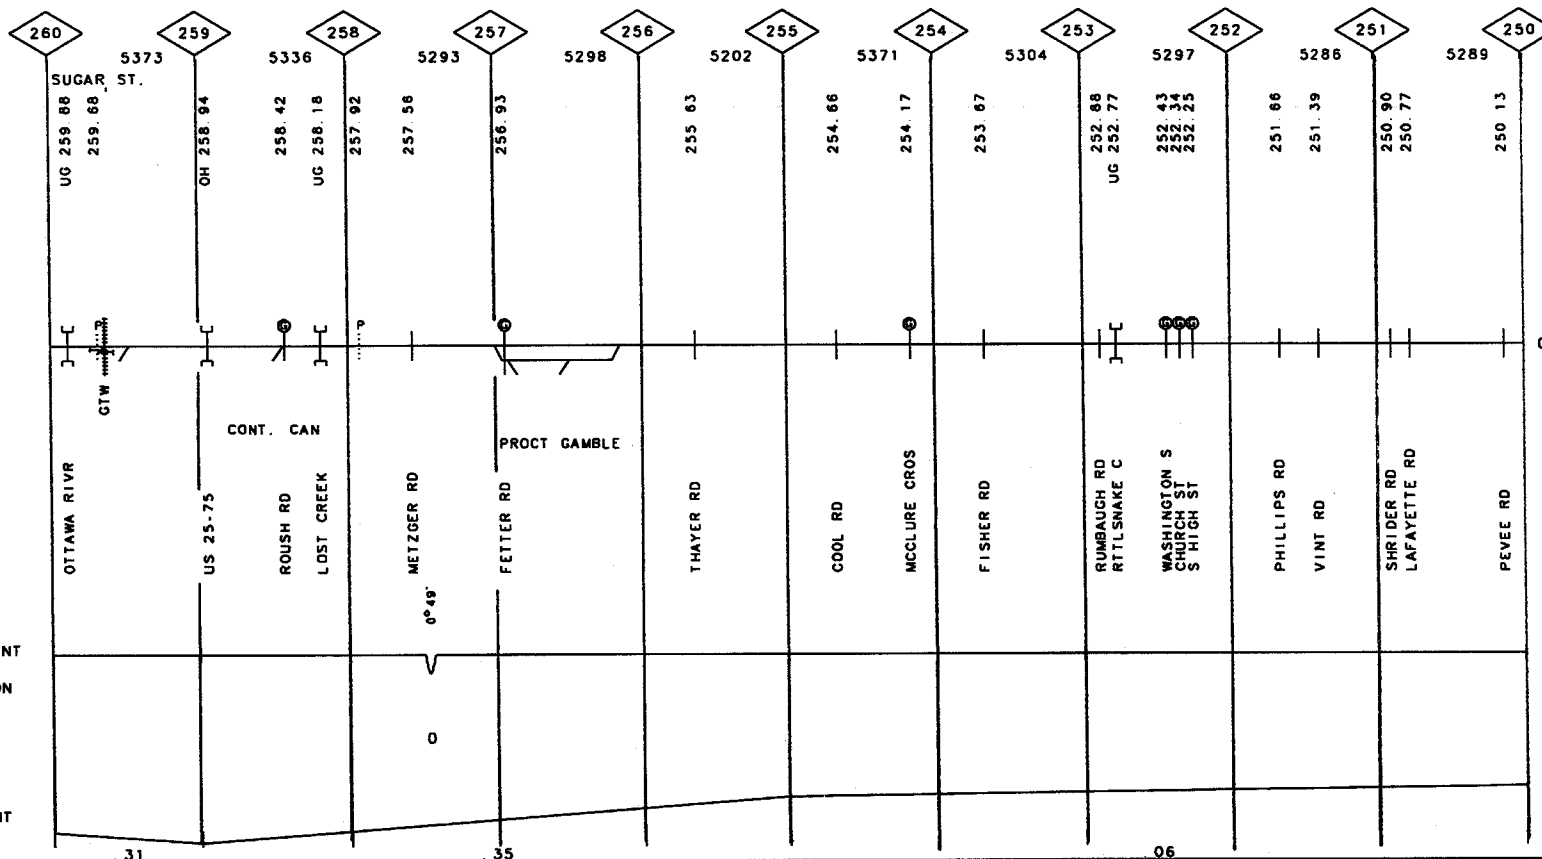 260 259 258 257 256 255 254 253 252 251 250
5373 5336 5293 5298 5202 5371 5304 5297 5286 5289
SUGAR ST.
UG 259.88
259.68
OH 258.94
258.42
UG 258.18
257.92
257.58
256.93
255 63
254.66
254.17
253.67
252.88
UG 252.77
252.43
252.34
252.25
251.66
251.39
250.90
250.77
250 13
P
G
P
G
G
G
G
G
GTW
CONT. CAN
PROCT GAMBLE
OTTAWA RIVR
US 25-75
ROUSH RD
LOST CREEK
METZGER RD
FETTER RD
THAYER RD
COOL RD
MCCLURE CROS
FISHER RD
RUMBAUGH RD
RTTLSNAKE C
WASHINGTON S
CHURCH ST
S HIGH ST
PHILLIPS RD
VINT RD
SHRIDER RD
LAFAYETTE RD
PEVEE RD
0°49'
NT
ON
0
NT
.31 .35 .06